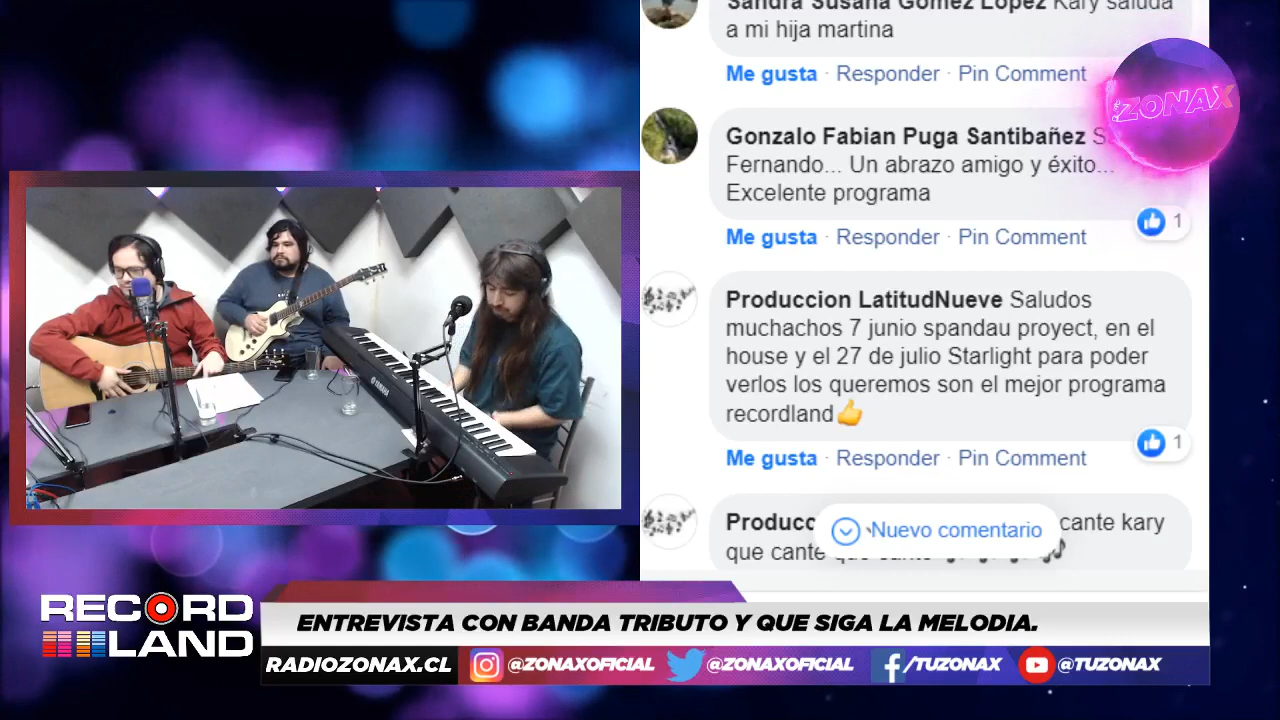 Sandra Susana Gómez López Kary saluda
a mi hija martina
Me gusta · Responder · Pin Comment
ZONAX
Gonzalo Fabian Puga Santibañez
Fernando... Un abrazo amigo y éxito...
Excelente programa
1
Me gusta · Responder · Pin Comment
Produccion LatitudNueve Saludos
muchachos 7 junio spandau proyect, en el
house y el 27 de julio Starlight para poder
verlos los queremos son el mejor programa
recordland👍
1
Me gusta · Responder · Pin Comment
cante kary
Nuevo comentario
que cante
YAMAHA
RECORD
LAND
ENTREVISTA CON BANDA TRIBUTO Y QUE SIGA LA MELODIA.
RADIOZONAX.CL @ZONAXOFICIAL @ZONAXOFICIAL /TUZONAX @TUZONAX